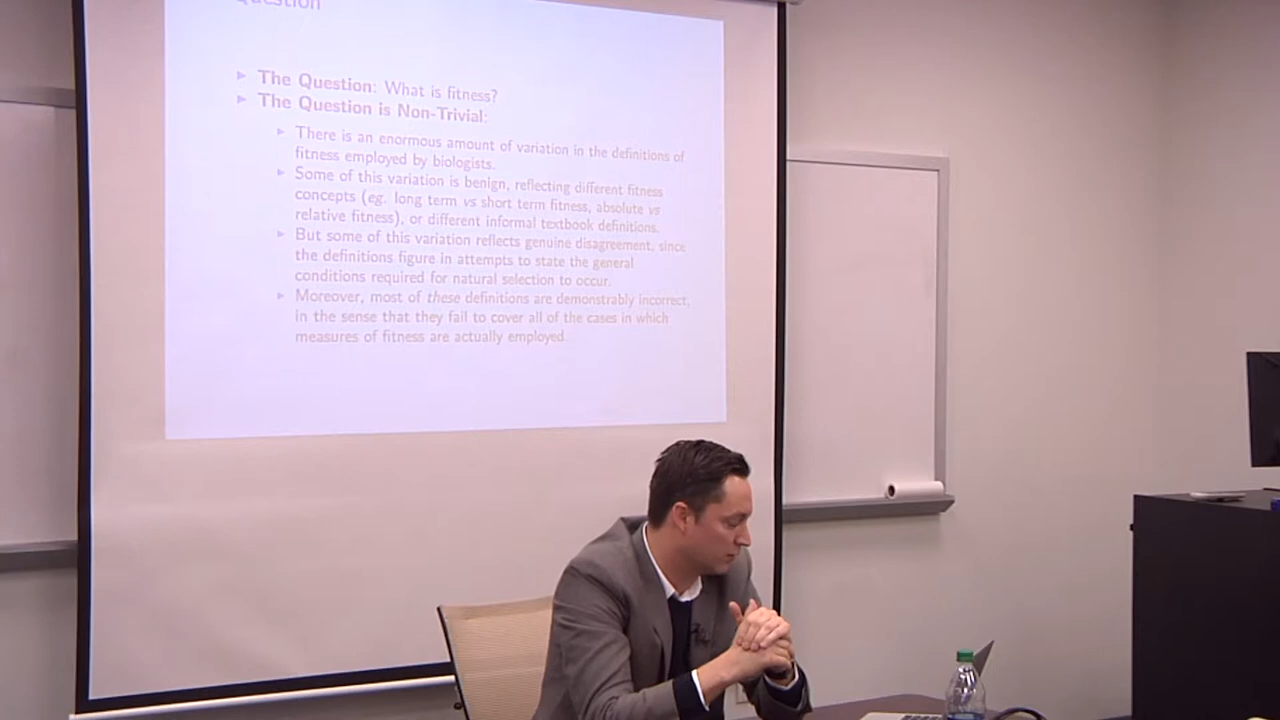 Question
The Question: What is fitness?
The Question is Non-Trivial:
There is an enormous amount of variation in the definitions of
fitness employed by biologists.
Some of this variation is benign, reflecting different fitness
concepts (eg. long term vs short term fitness, absolute vs
relative fitness), or different informal textbook definitions.
But some of this variation reflects genuine disagreement, since
the definitions figure in attempts to state the general
conditions required for natural selection to occur.
Moreover, most of these definitions are demonstrably incorrect,
in the sense that they fail to cover all of the cases in which
measures of fitness are actually employed.